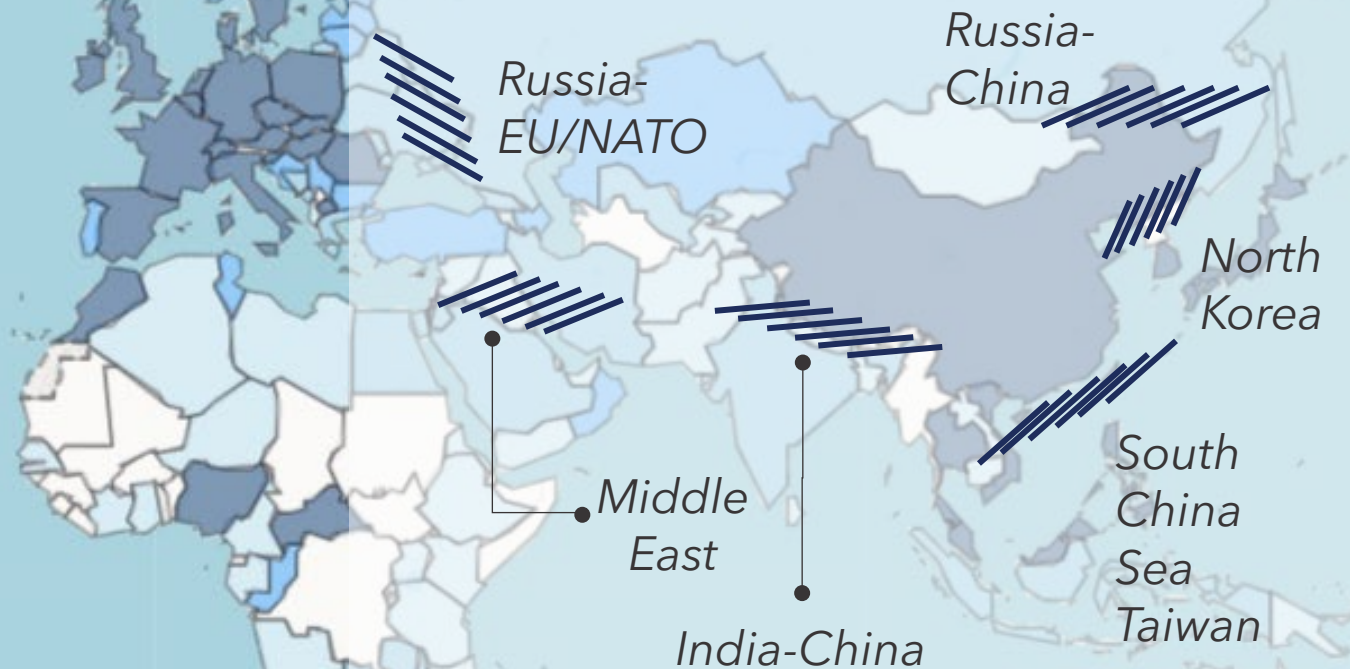 Russia-
EU/NATO
Russia-
China
North
Korea
Middle
East
South
China
Sea
Taiwan
India-China